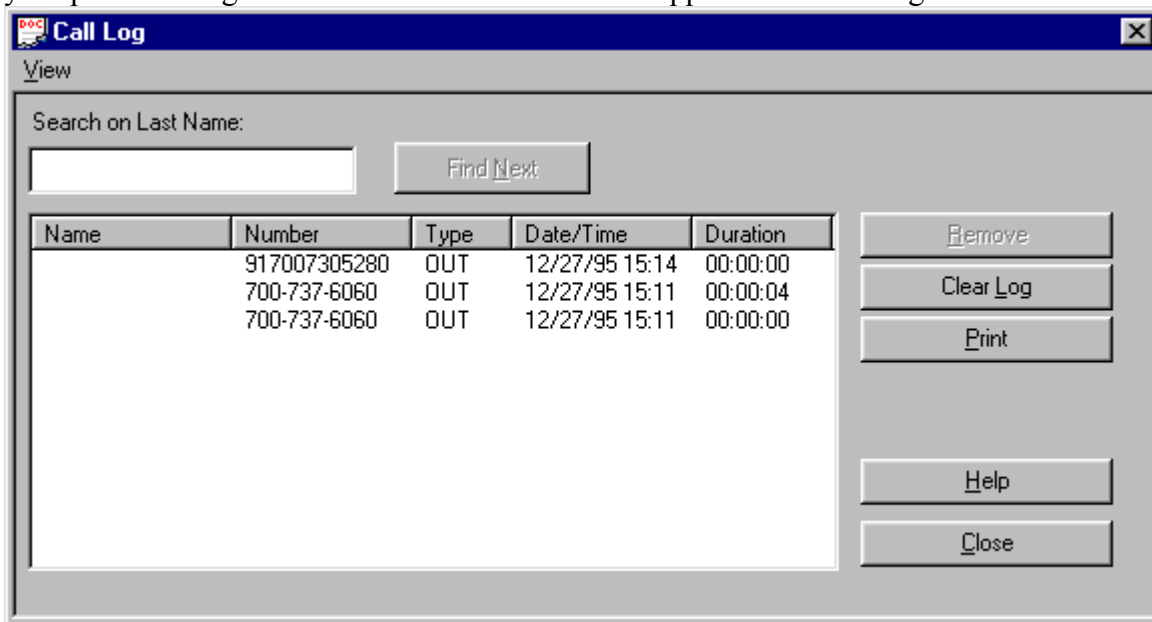 DOC Call Log
View
Search on Last Name:
Find Next
Name Number Type Date/Time Duration
917007305280 OUT 12/27/95 15:14 00:00:00
700-737-6060 OUT 12/27/95 15:11 00:00:04
700-737-6060 OUT 12/27/95 15:11 00:00:00
Remove
Clear Log
Print
Help
Close